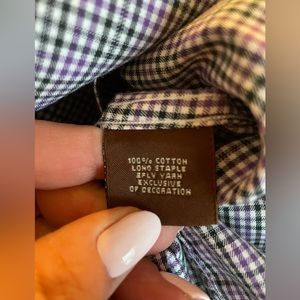 100% COTTON
LONG STAPLE
2PLY YARN
EXCLUSIVE
OF DECORATION